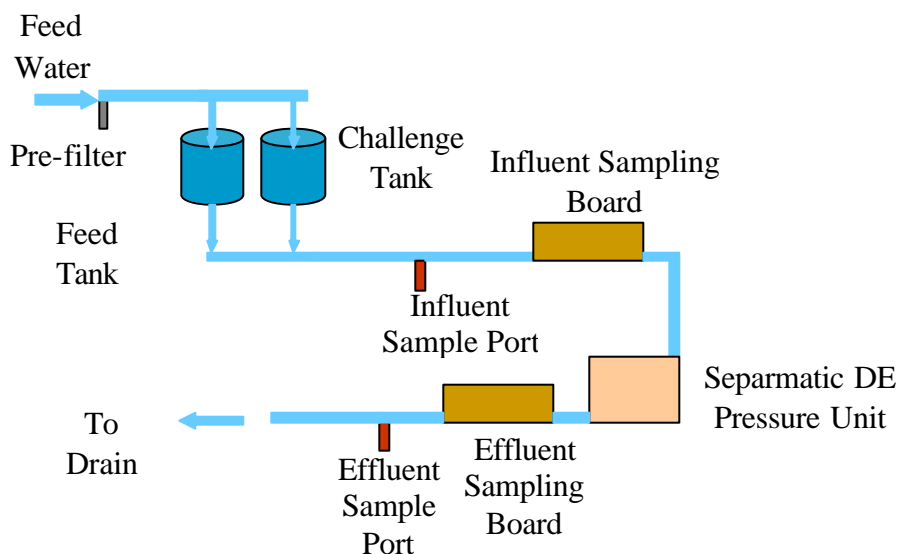 Feed
Water
Pre-filter
Challenge
Tank
Influent Sampling
Board
Feed
Tank
Influent
Sample Port
Separmatic DE
Pressure Unit
To
Drain
Effluent
Sample
Port
Effluent
Sampling
Board